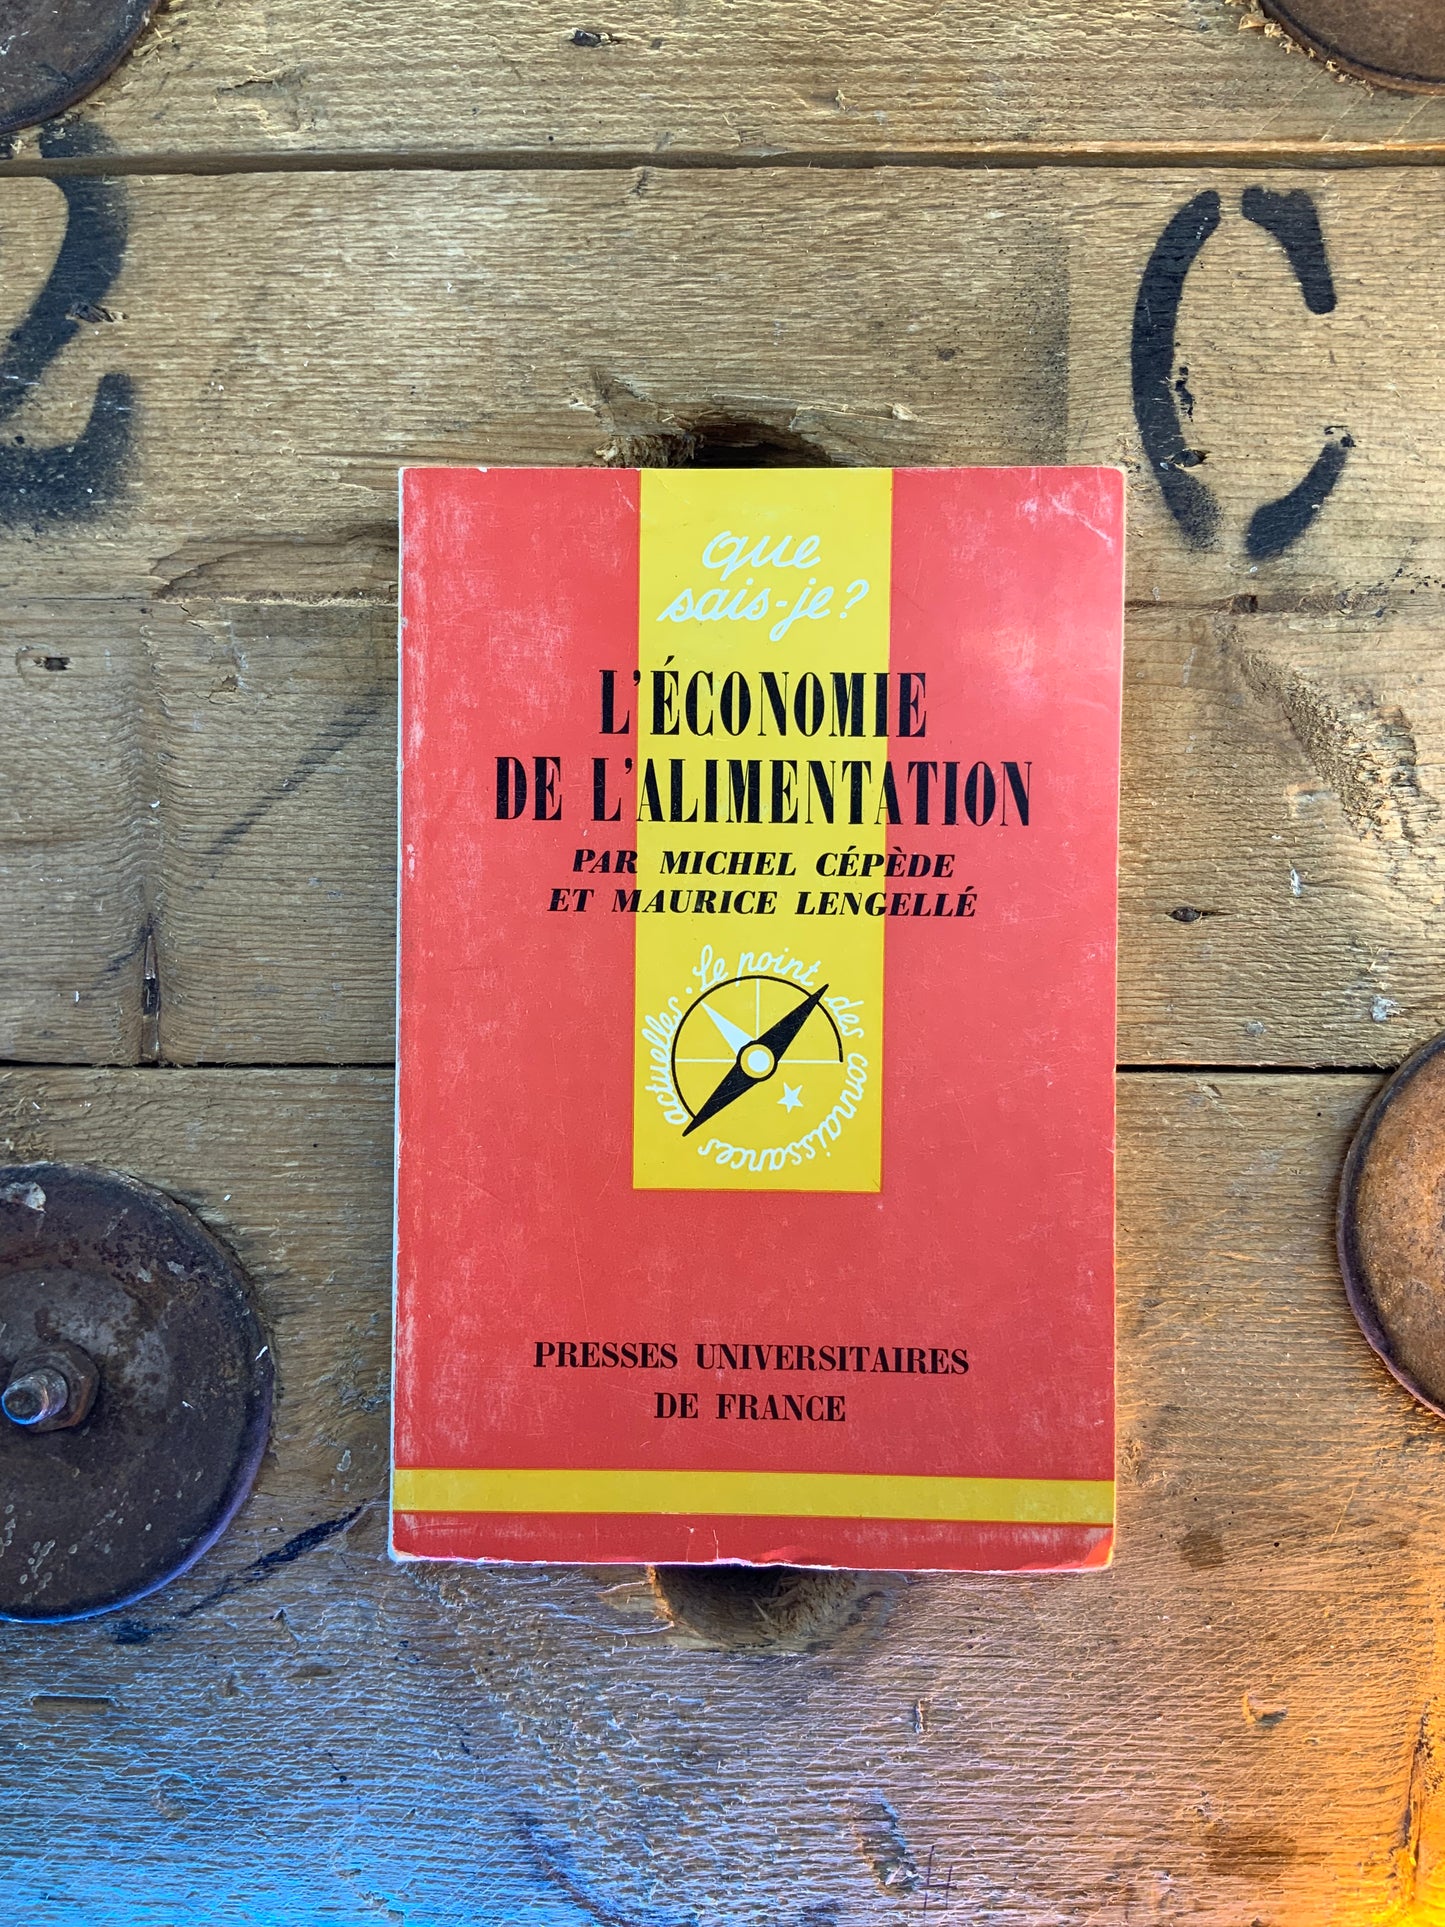 2
C
que
sais-je?
L'ÉCONOMIE
DE L'ALIMENTATION
PAR MICHEL CÉPÈDE
ET MAURICE LENGELLÉ
Le point des connaissances actuelles •
PRESSES UNIVERSITAIRES
DE FRANCE